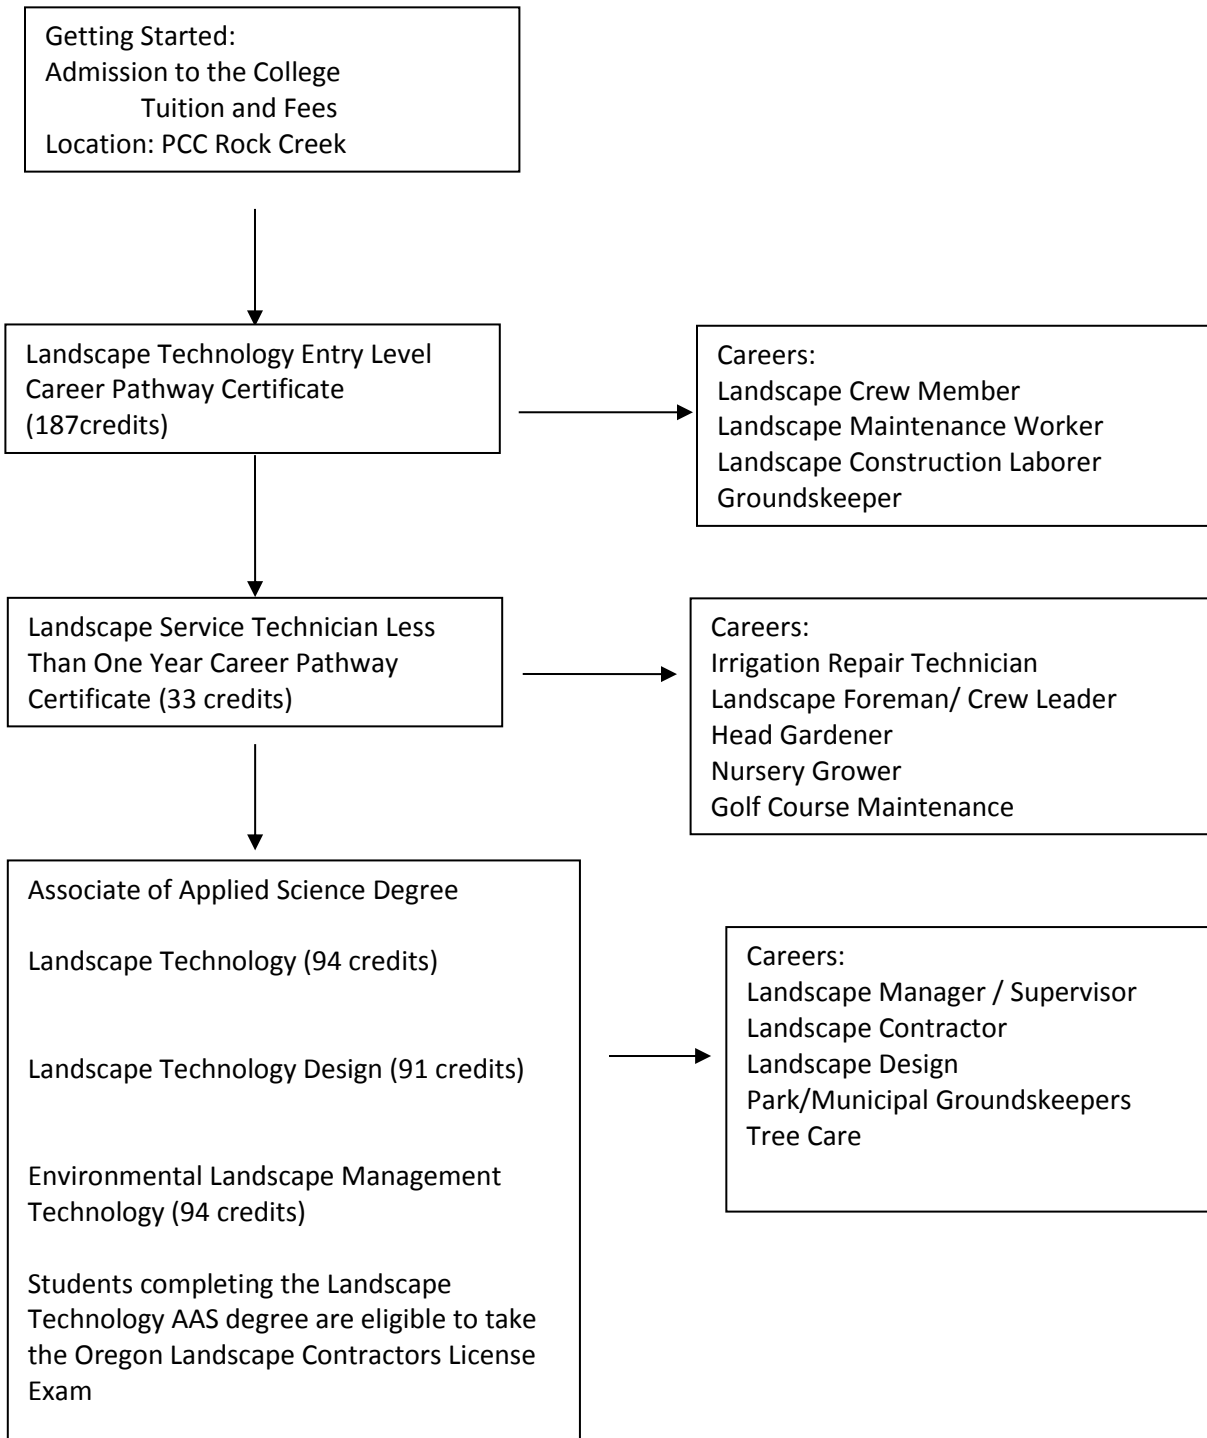 Getting Started:
Admission to the College
Tuition and Fees
Location: PCC Rock Creek
Landscape Technology Entry Level
Career Pathway Certificate
(187credits)
Careers:
Landscape Crew Member
Landscape Maintenance Worker
Landscape Construction Laborer
Groundskeeper
Landscape Service Technician Less
Than One Year Career Pathway
Certificate (33 credits)
Careers:
Irrigation Repair Technician
Landscape Foreman/ Crew Leader
Head Gardener
Nursery Grower
Golf Course Maintenance
Associate of Applied Science Degree
Landscape Technology (94 credits)
Landscape Technology Design (91 credits)
Environmental Landscape Management
Technology (94 credits)
Students completing the Landscape
Technology AAS degree are eligible to take
the Oregon Landscape Contractors License
Exam
Careers:
Landscape Manager / Supervisor
Landscape Contractor
Landscape Design
Park/Municipal Groundskeepers
Tree Care